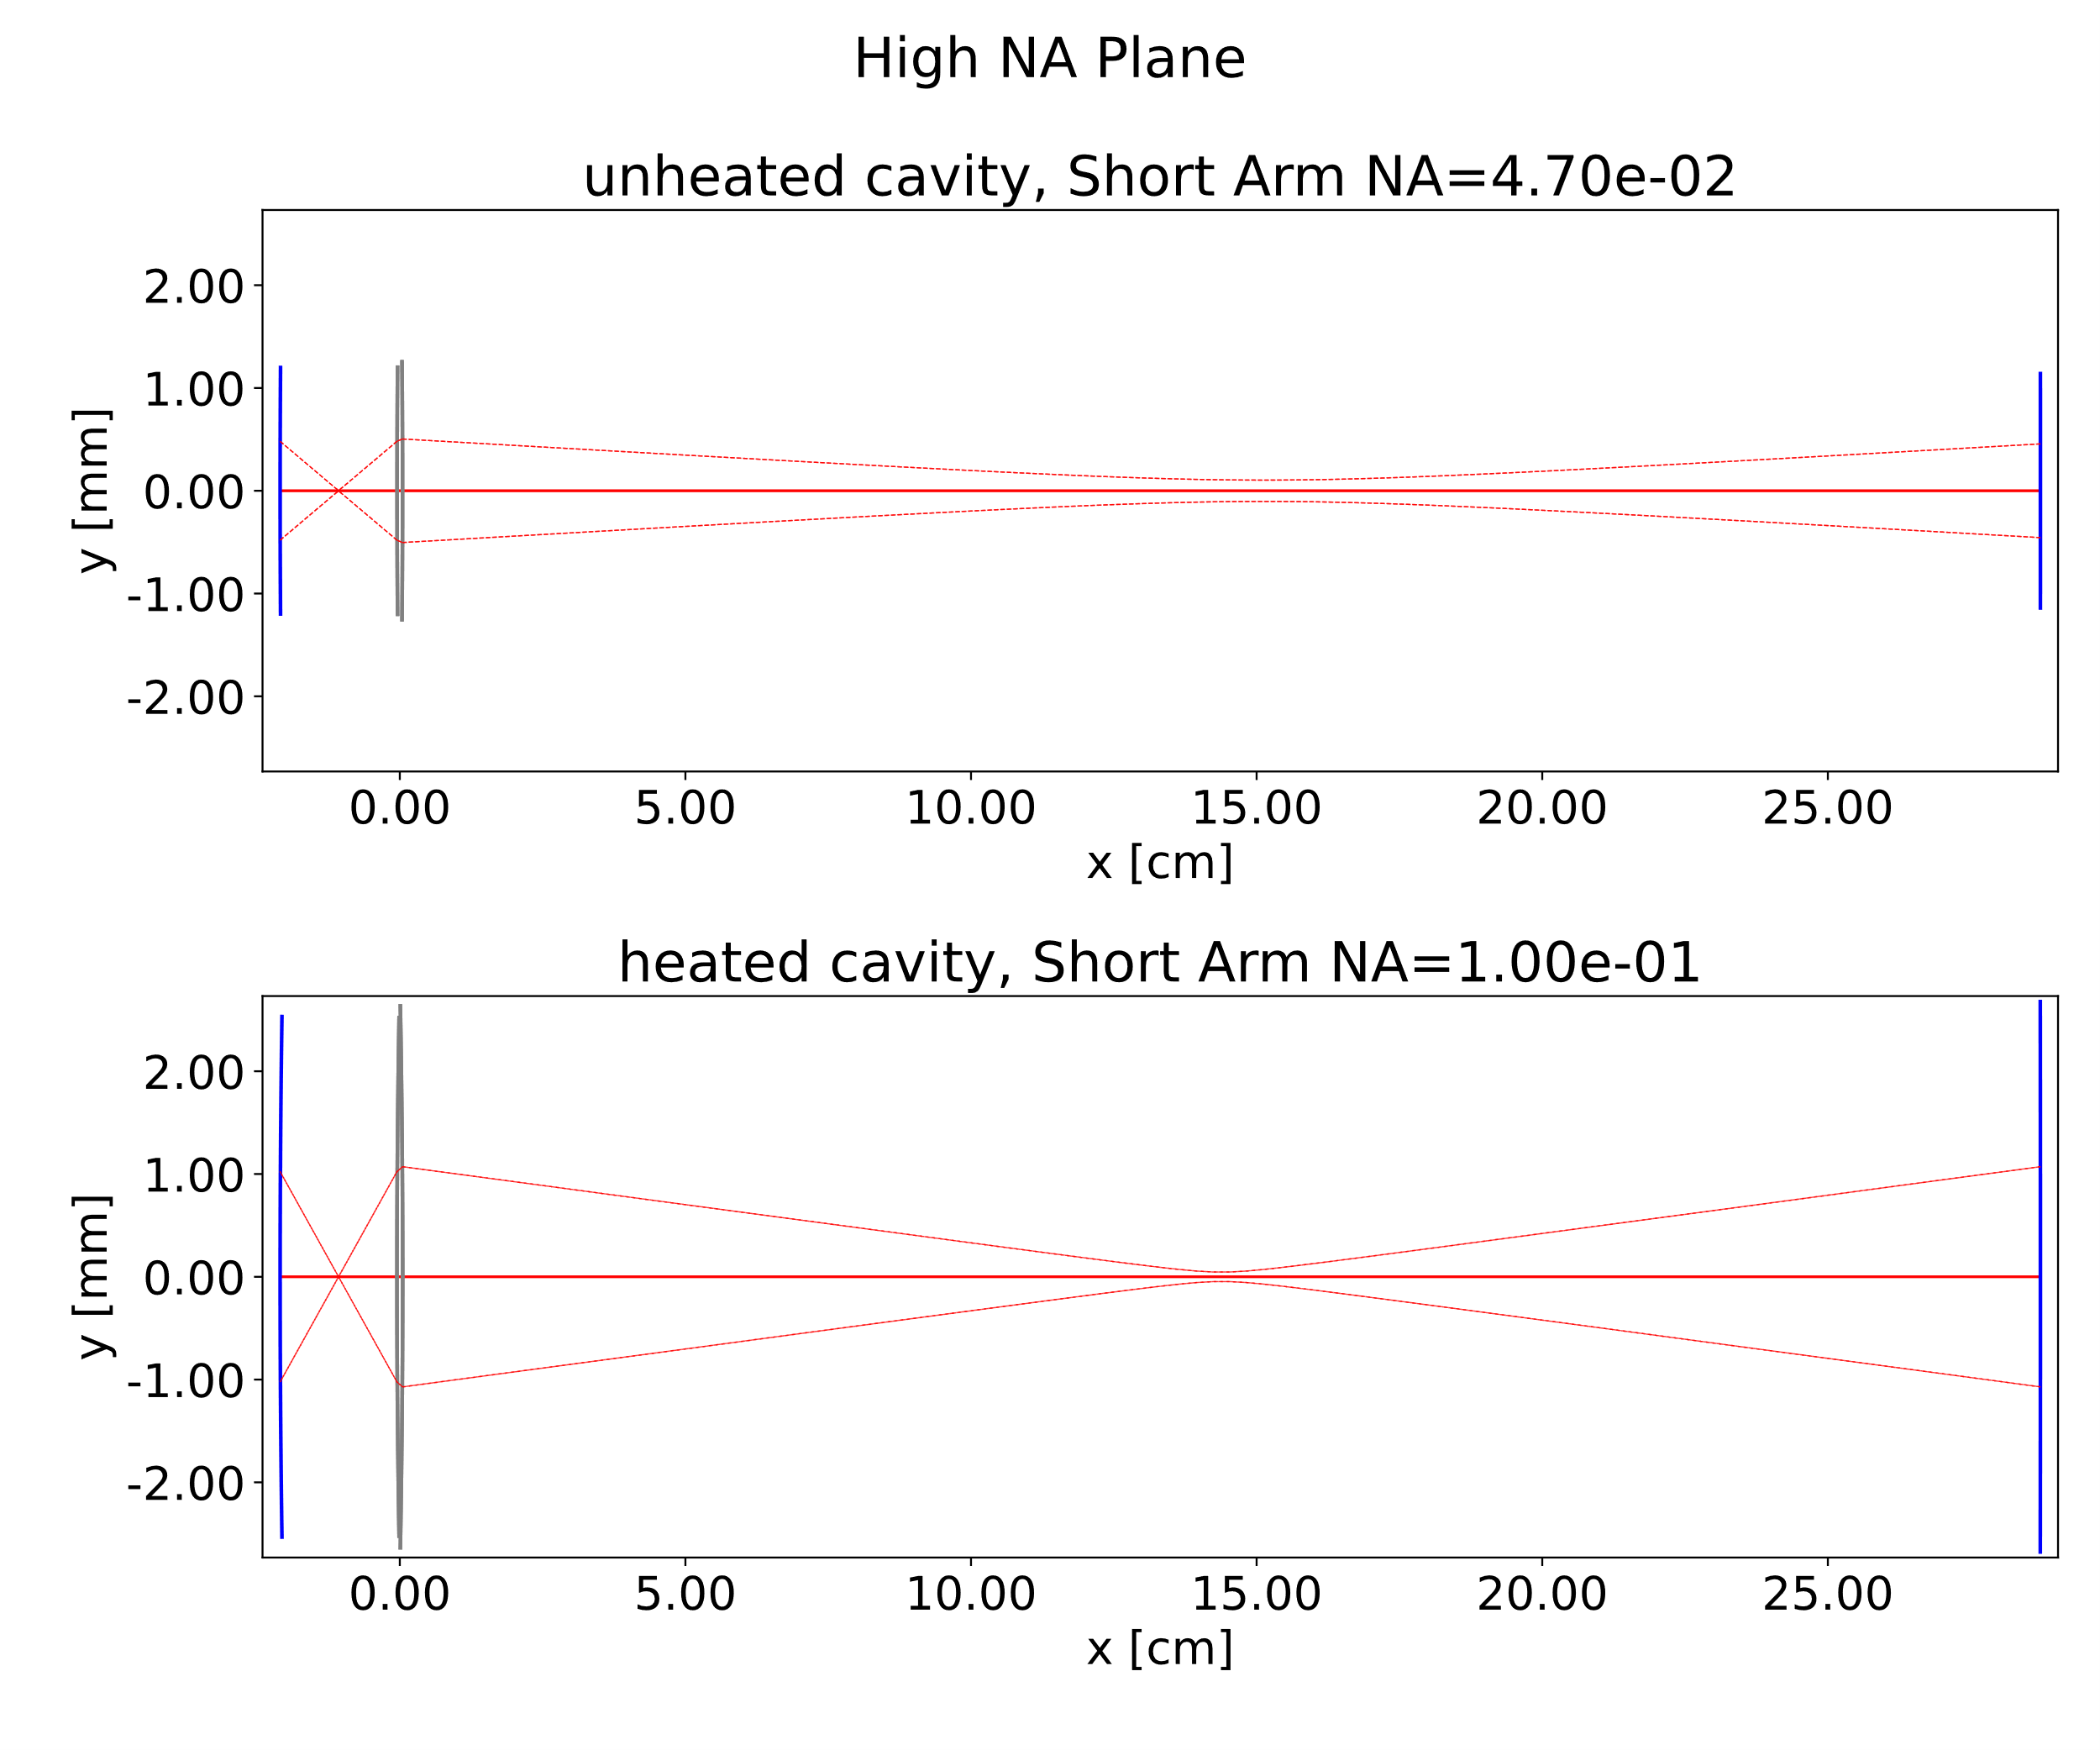 High NA Plane
unheated cavity, Short Arm NA=4.70e-02
2.00
1.00
0.00
-1.00
-2.00
y [mm]
0.00 5.00 10.00 15.00 20.00 25.00
x [cm]
heated cavity, Short Arm NA=1.00e-01
2.00
1.00
0.00
-1.00
-2.00
y [mm]
0.00 5.00 10.00 15.00 20.00 25.00
x [cm]